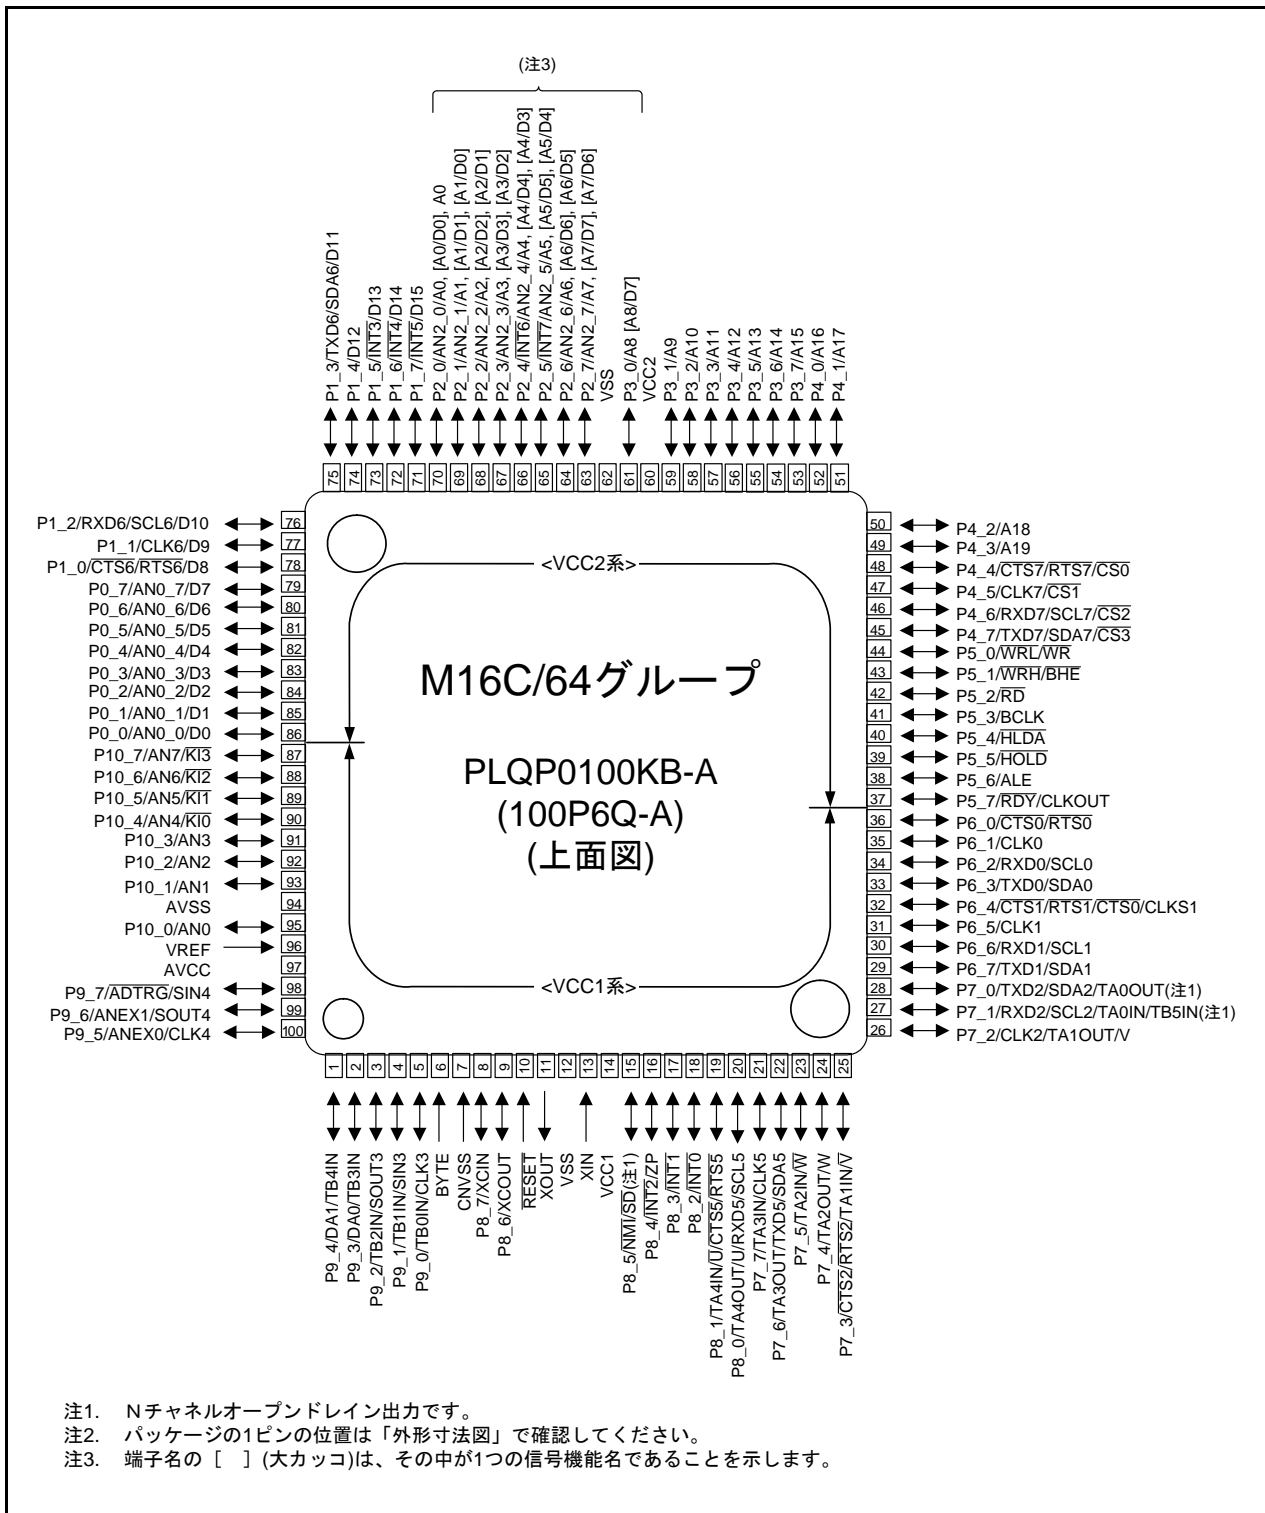 (注3)
P1_3/TXD6/SDA6/D11
P1_4/D12
P1_5/INT3/D13
P1_6/INT4/D14
P1_7/INT5/D15
P2_0/AN2_0/A0, [A0/D0], A0
P2_1/AN2_1/A1, [A1/D1], [A1/D0]
P2_2/AN2_2/A2, [A2/D2], [A2/D1]
P2_3/AN2_3/A3, [A3/D3], [A3/D2]
P2_4/INT6/AN2_4/A4, [A4/D4], [A4/D3]
P2_5/INT7/AN2_5/A5, [A5/D5], [A5/D4]
P2_6/AN2_6/A6, [A6/D6], [A6/D5]
P2_7/AN2_7/A7, [A7/D7], [A7/D6]
VSS
P3_0/A8 [A8/D7]
VCC2
P3_1/A9
P3_2/A10
P3_3/A11
P3_4/A12
P3_5/A13
P3_6/A14
P3_7/A15
P4_0/A16
P4_1/A17
75 74 73 72 71 70 69 68 67 66 65 64 63 62 61 60 59 58 57 56 55 54 53 52 51
P1_2/RXD6/SCL6/D10 76
P1_1/CLK6/D9 77
P1_0/CTS6/RTS6/D8 78
P0_7/AN0_7/D7 79
P0_6/AN0_6/D6 80
P0_5/AN0_5/D5 81
P0_4/AN0_4/D4 82
P0_3/AN0_3/D3 83
P0_2/AN0_2/D2 84
P0_1/AN0_1/D1 85
P0_0/AN0_0/D0 86
P10_7/AN7/KI3 87
P10_6/AN6/KI2 88
P10_5/AN5/KI1 89
P10_4/AN4/KI0 90
P10_3/AN3 91
P10_2/AN2 92
P10_1/AN1 93
AVSS 94
P10_0/AN0 95
VREF 96
AVCC 97
P9_7/ADTRG/SIN4 98
P9_6/ANEX1/SOUT4 99
P9_5/ANEX0/CLK4 100
<VCC2系>
M16C/64グループ
PLQP0100KB-A
(100P6Q-A)
(上面図)
<VCC1系>
50 P4_2/A18
49 P4_3/A19
48 P4_4/CTS7/RTS7/CS0
47 P4_5/CLK7/CS1
46 P4_6/RXD7/SCL7/CS2
45 P4_7/TXD7/SDA7/CS3
44 P5_0/WRL/WR
43 P5_1/WRH/BHE
42 P5_2/RD
41 P5_3/BCLK
40 P5_4/HLDA
39 P5_5/HOLD
38 P5_6/ALE
37 P5_7/RDY/CLKOUT
36 P6_0/CTS0/RTS0
35 P6_1/CLK0
34 P6_2/RXD0/SCL0
33 P6_3/TXD0/SDA0
32 P6_4/CTS1/RTS1/CTS0/CLKS1
31 P6_5/CLK1
30 P6_6/RXD1/SCL1
29 P6_7/TXD1/SDA1
28 P7_0/TXD2/SDA2/TA0OUT(注1)
27 P7_1/RXD2/SCL2/TA0IN/TB5IN(注1)
26 P7_2/CLK2/TA1OUT/V
1 2 3 4 5 6 7 8 9 10 11 12 13 14 15 16 17 18 19 20 21 22 23 24 25
P9_4/DA1/TB4IN
P9_3/DA0/TB3IN
P9_2/TB2IN/SOUT3
P9_1/TB1IN/SIN3
P9_0/TB0IN/CLK3
BYTE
CNVSS
P8_7/XCIN
P8_6/XCOUT
RESET
XOUT
VSS
XIN
VCC1
P8_5/NMI/SD(注1)
P8_4/INT2/ZP
P8_3/INT1
P8_2/INT0
P8_1/TA4IN/U/CTS5/RTS5
P8_0/TA4OUT/U/RXD5/SCL5
P7_7/TA3IN/CLK5
P7_6/TA3OUT/TXD5/SDA5
P7_5/TA2IN/W
P7_4/TA2OUT/W
P7_3/CTS2/RTS2/TA1IN/V
注1. Nチャネルオープンドレイン出力です。
注2. パッケージの1ピンの位置は「外形寸法図」で確認してください。
注3. 端子名の［ ］(大カッコ)は、その中が1つの信号機能名であることを示します。